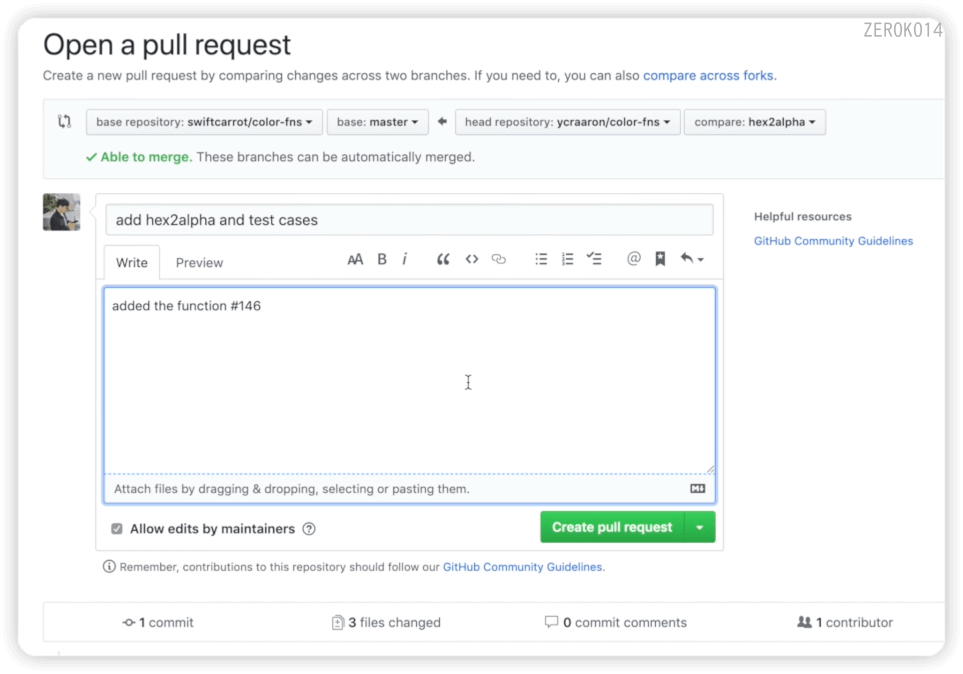 ZER0K014
Open a pull request
Create a new pull request by comparing changes across two branches. If you need to, you can also compare across forks.
base repository: swiftcarrot/color-fns base: master head repository: ycraaron/color-fns compare: hex2alpha
Able to merge. These branches can be automatically merged.
add hex2alpha and test cases
Helpful resources
GitHub Community Guidelines
Write Preview AA B i
added the function #146
Attach files by dragging & dropping, selecting or pasting them.
Allow edits by maintainers
Create pull request
Remember, contributions to this repository should follow our GitHub Community Guidelines.
1 commit 3 files changed 0 commit comments 1 contributor